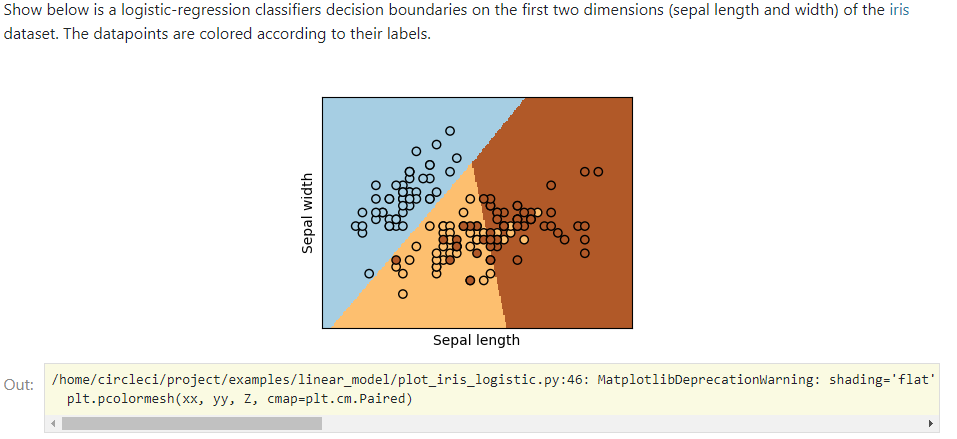 Show below is a logistic-regression classifiers decision boundaries on the first two dimensions (sepal length and width) of the iris
dataset. The datapoints are colored according to their labels.
Sepal width
Sepal length
Out:
/home/circleci/project/examples/linear_model/plot_iris_logistic.py:46: MatplotlibDeprecationWarning: shading='flat'
plt.pcolormesh(xx, yy, Z, cmap=plt.cm.Paired)